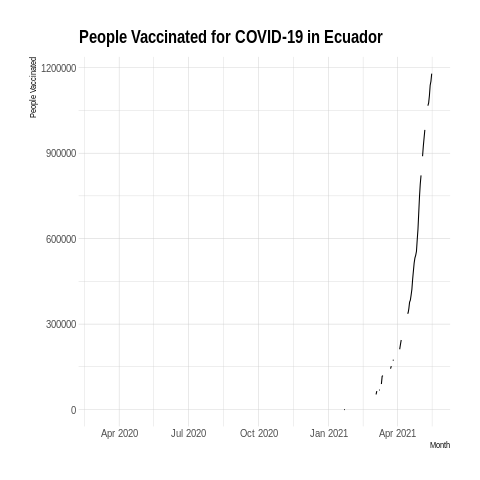 People Vaccinated for COVID-19 in Ecuador
People Vaccinated
1200000
900000
600000
300000
0
Apr 2020 Jul 2020 Oct 2020 Jan 2021 Apr 2021
Month